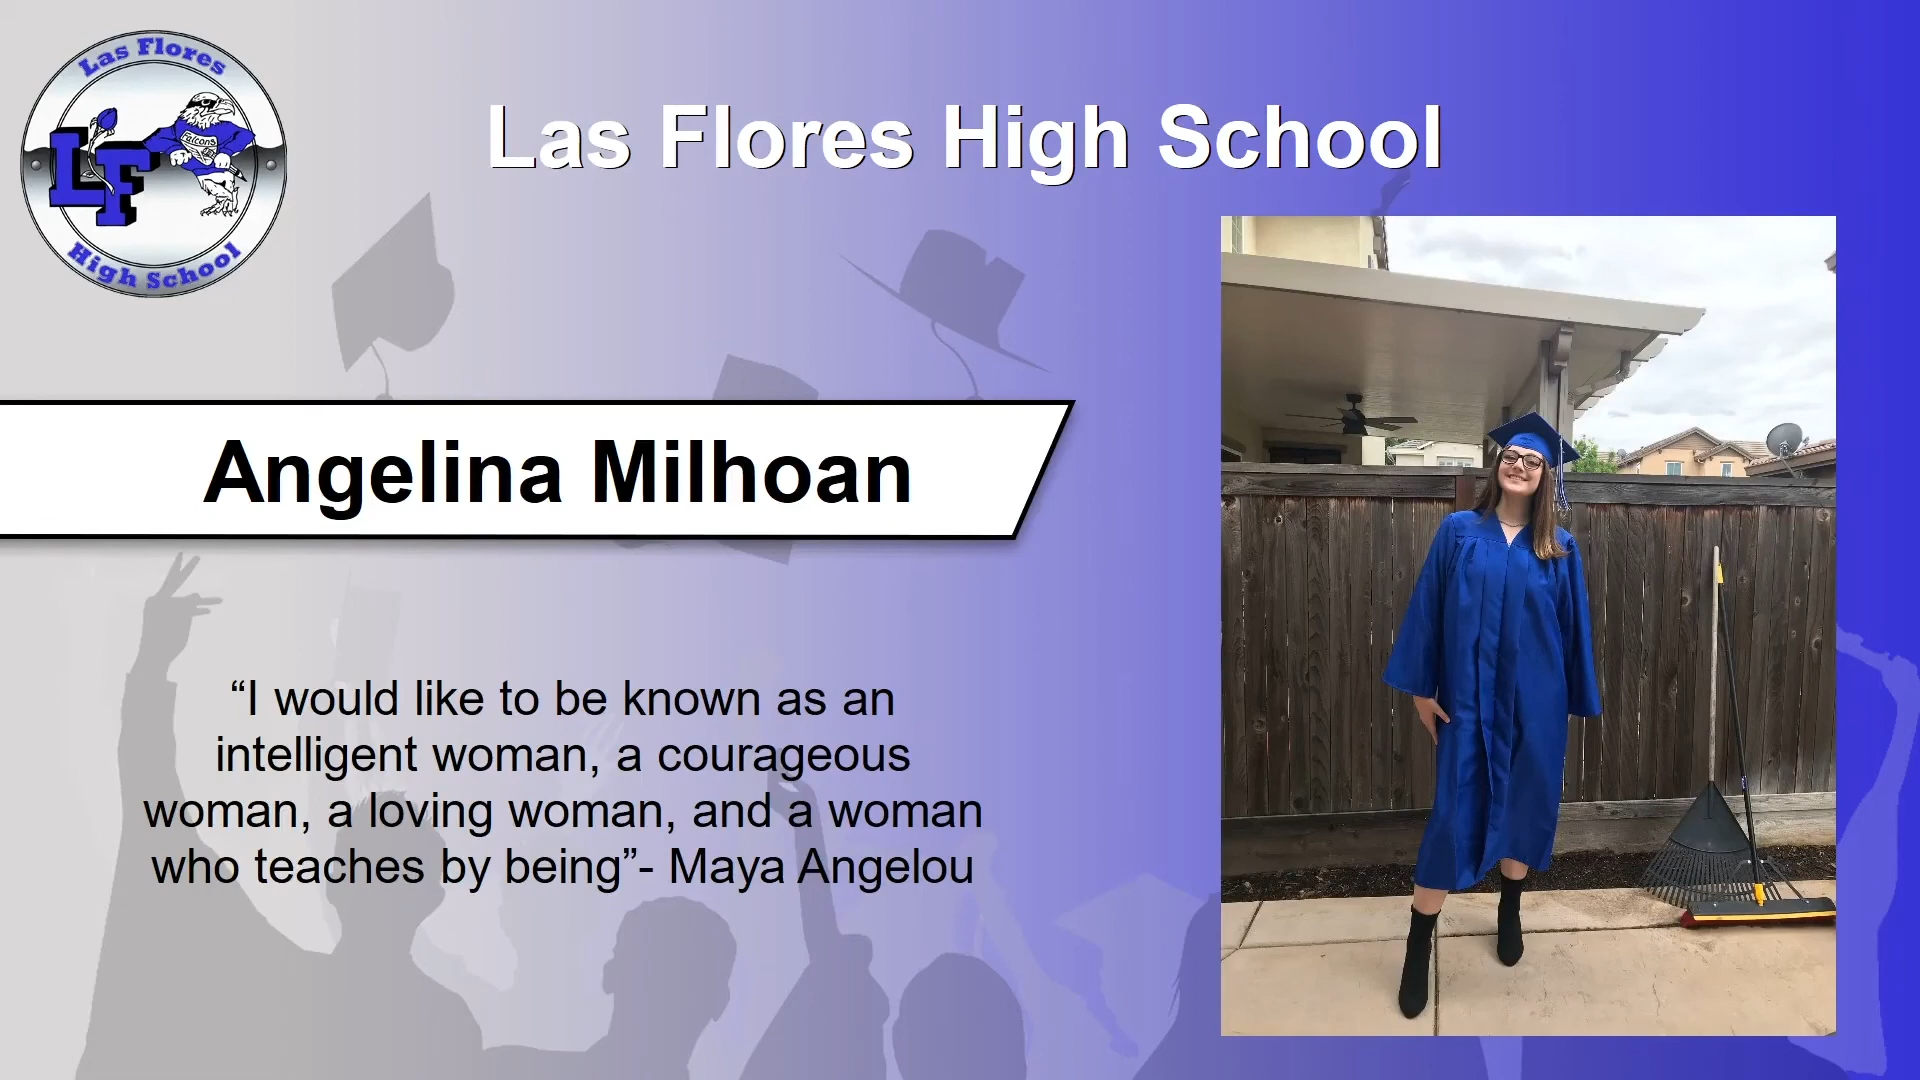 Las Flores
LF
Falcons
High School
Las Flores High School
Angelina Milhoan
“I would like to be known as an
intelligent woman, a courageous
woman, a loving woman, and a woman
who teaches by being”- Maya Angelou